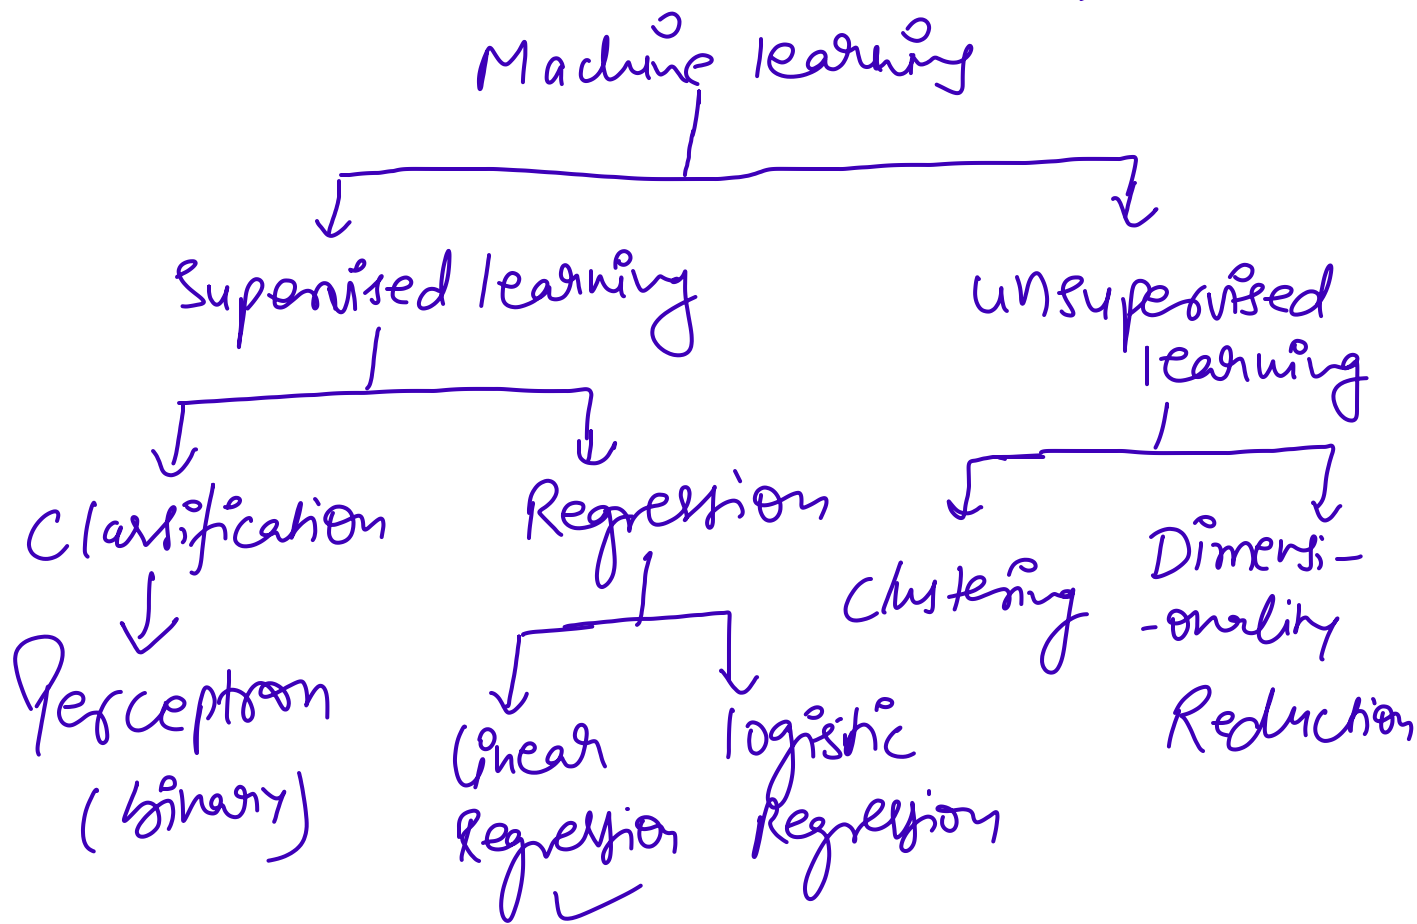 Machine learning
Supervised learning
unsupervised
learning
Classification
Regression
Clustering
Dimensi-
-onality
Reduction
Perceptron
(binary)
Linear
Regression
logistic
Regression